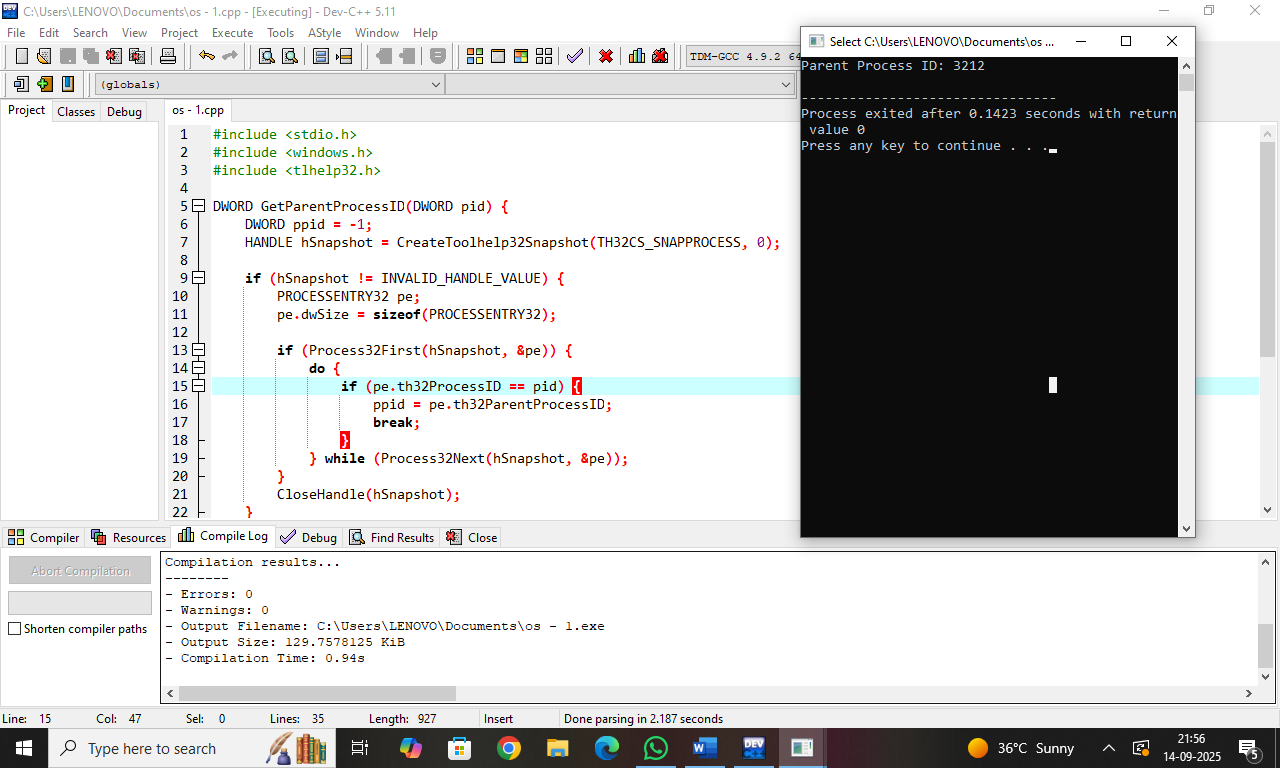 C:\Users\LENOVO\Documents\os - 1.cpp - [Executing] - Dev-C++ 5.11
File Edit Search View Project Execute Tools AStyle Window Help
TDM-GCC 4.9.2 64
(globals)
Project Classes Debug
os - 1.cpp
1 #include <stdio.h>
2 #include <windows.h>
3 #include <tlhelp32.h>
4
5 DWORD GetParentProcessID(DWORD pid) {
6 DWORD ppid = -1;
7 HANDLE hSnapshot = CreateToolhelp32Snapshot(TH32CS_SNAPPROCESS, 0);
8
9 if (hSnapshot != INVALID_HANDLE_VALUE) {
10 PROCESSENTRY32 pe;
11 pe.dwSize = sizeof(PROCESSENTRY32);
12
13 if (Process32First(hSnapshot, &pe)) {
14 do {
15 if (pe.th32ProcessID == pid) {
16 ppid = pe.th32ParentProcessID;
17 break;
18 }
19 } while (Process32Next(hSnapshot, &pe));
20 }
21 CloseHandle(hSnapshot);
22 }
Select C:\Users\LENOVO\Documents\os ...
Parent Process ID: 3212
--------------------------------
Process exited after 0.1423 seconds with return
value 0
Press any key to continue . . .
Compiler Resources Compile Log Debug Find Results Close
Abort Compilation
Shorten compiler paths
Compilation results...
--------
- Errors: 0
- Warnings: 0
- Output Filename: C:\Users\LENOVO\Documents\os - 1.exe
- Output Size: 129.7578125 KiB
- Compilation Time: 0.94s
Line: 15 Col: 47 Sel: 0 Lines: 35 Length: 927 Insert Done parsing in 2.187 seconds
Type here to search
DEV
36°C Sunny
21:56
14-09-2025
5